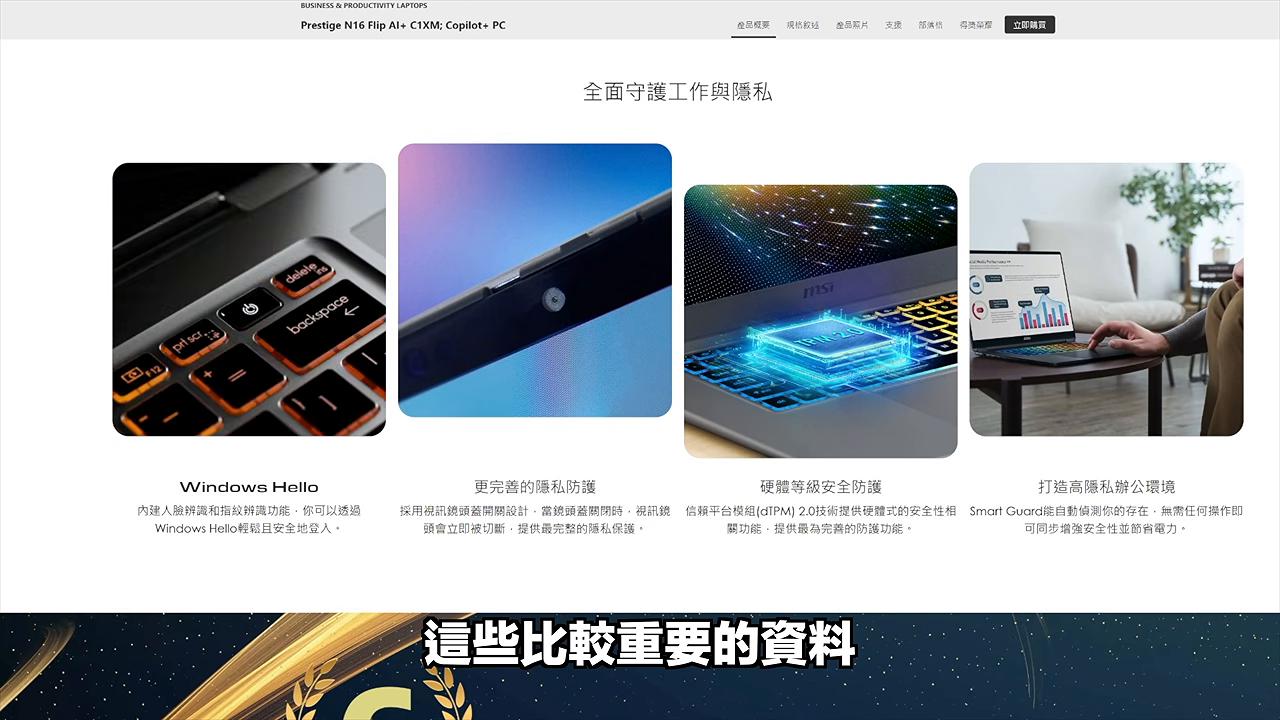 BUSINESS & PRODUCTIVITY LAPTOPS
Prestige N16 Flip AI+ C1XM; Copilot+ PC
產品概要 規格敘述 產品照片 支援 部落格 得獎榮耀 立即購買
全面守護工作與隱私
delete
ins
backspace
prt scr
F12
msi
Windows Hello
內建人臉辨識和指紋辨識功能，你可以透過
Windows Hello輕鬆且安全地登入。
更完善的隱私防護
採用視訊鏡頭蓋開關設計，當鏡頭蓋關閉時，視訊鏡
頭會立即被切斷，提供最完整的隱私保護。
硬體等級安全防護
信賴平台模組(dTPM) 2.0技術提供硬體式的安全性相
關功能，提供最為完善的防護功能。
打造高隱私辦公環境
Smart Guard能自動偵測你的存在，無需任何操作即
可同步增強安全性並節省電力。
這些比較重要的資料